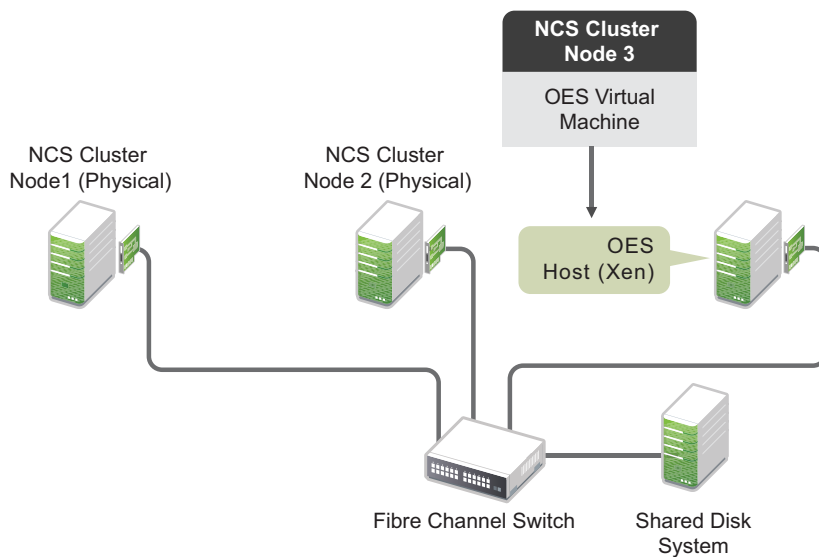 NCS Cluster
Node 3
OES Virtual
Machine
NCS Cluster
Node1 (Physical)
NCS Cluster
Node 2 (Physical)
OES
Host (Xen)
Fibre Channel Switch
Shared Disk
System